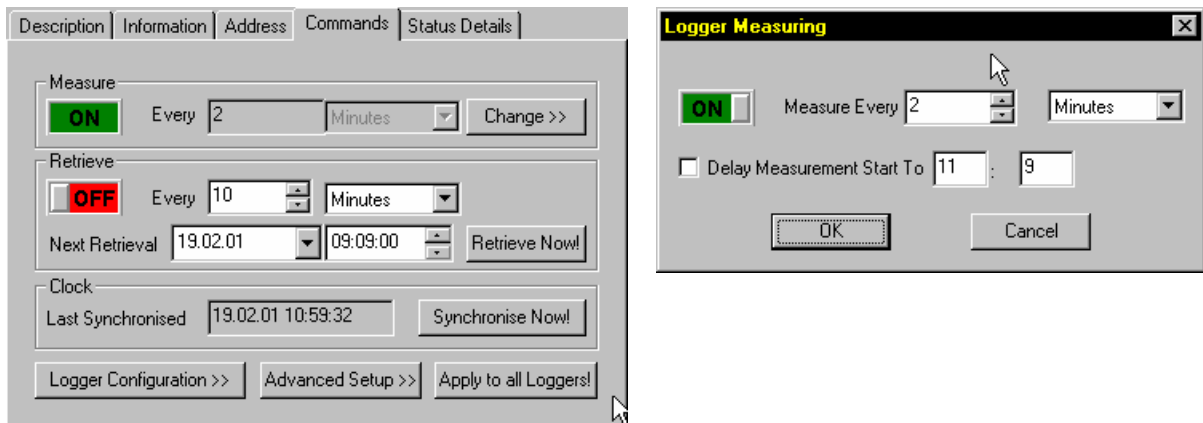 Description Information Address Commands Status Details
Measure
ON Every 2 Minutes Change >>
Retrieve
OFF Every 10 Minutes
Next Retrieval 19.02.01 09:09:00 Retrieve Now!
Clock
Last Synchronised 19.02.01 10:59:32 Synchronise Now!
Logger Configuration >> Advanced Setup >> Apply to all Loggers!
Logger Measuring
ON Measure Every 2 Minutes
Delay Measurement Start To 11 : 9
OK Cancel